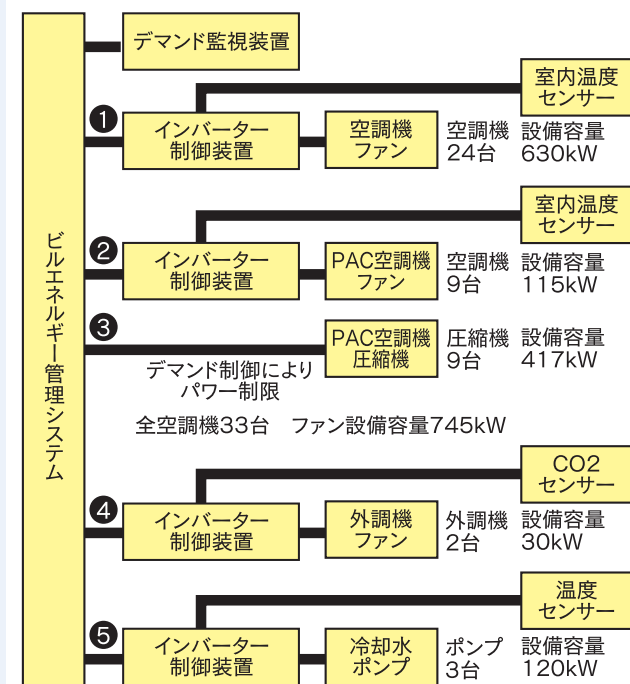 ビルエネルギー管理システム
デマンド監視装置
室内温度
センサー
❶
インバーター
制御装置
空調機
ファン
空調機 設備容量
24台 630kW
室内温度
センサー
❷
インバーター
制御装置
PAC空調機
ファン
空調機 設備容量
9台 115kW
❸
PAC空調機
圧縮機
圧縮機 設備容量
9台 417kW
デマンド制御により
パワー制限
全空調機33台 ファン設備容量745kW
CO2
センサー
❹
インバーター
制御装置
外調機
ファン
外調機 設備容量
2台 30kW
温度
センサー
❺
インバーター
制御装置
冷却水
ポンプ
ポンプ 設備容量
3台 120kW